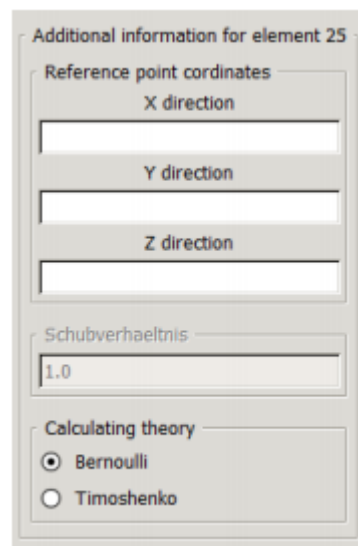 Additional information for element 25
Reference point cordinates
X direction
Y direction
Z direction
Schubverhaeltnis
1.0
Calculating theory
Bernoulli
Timoshenko